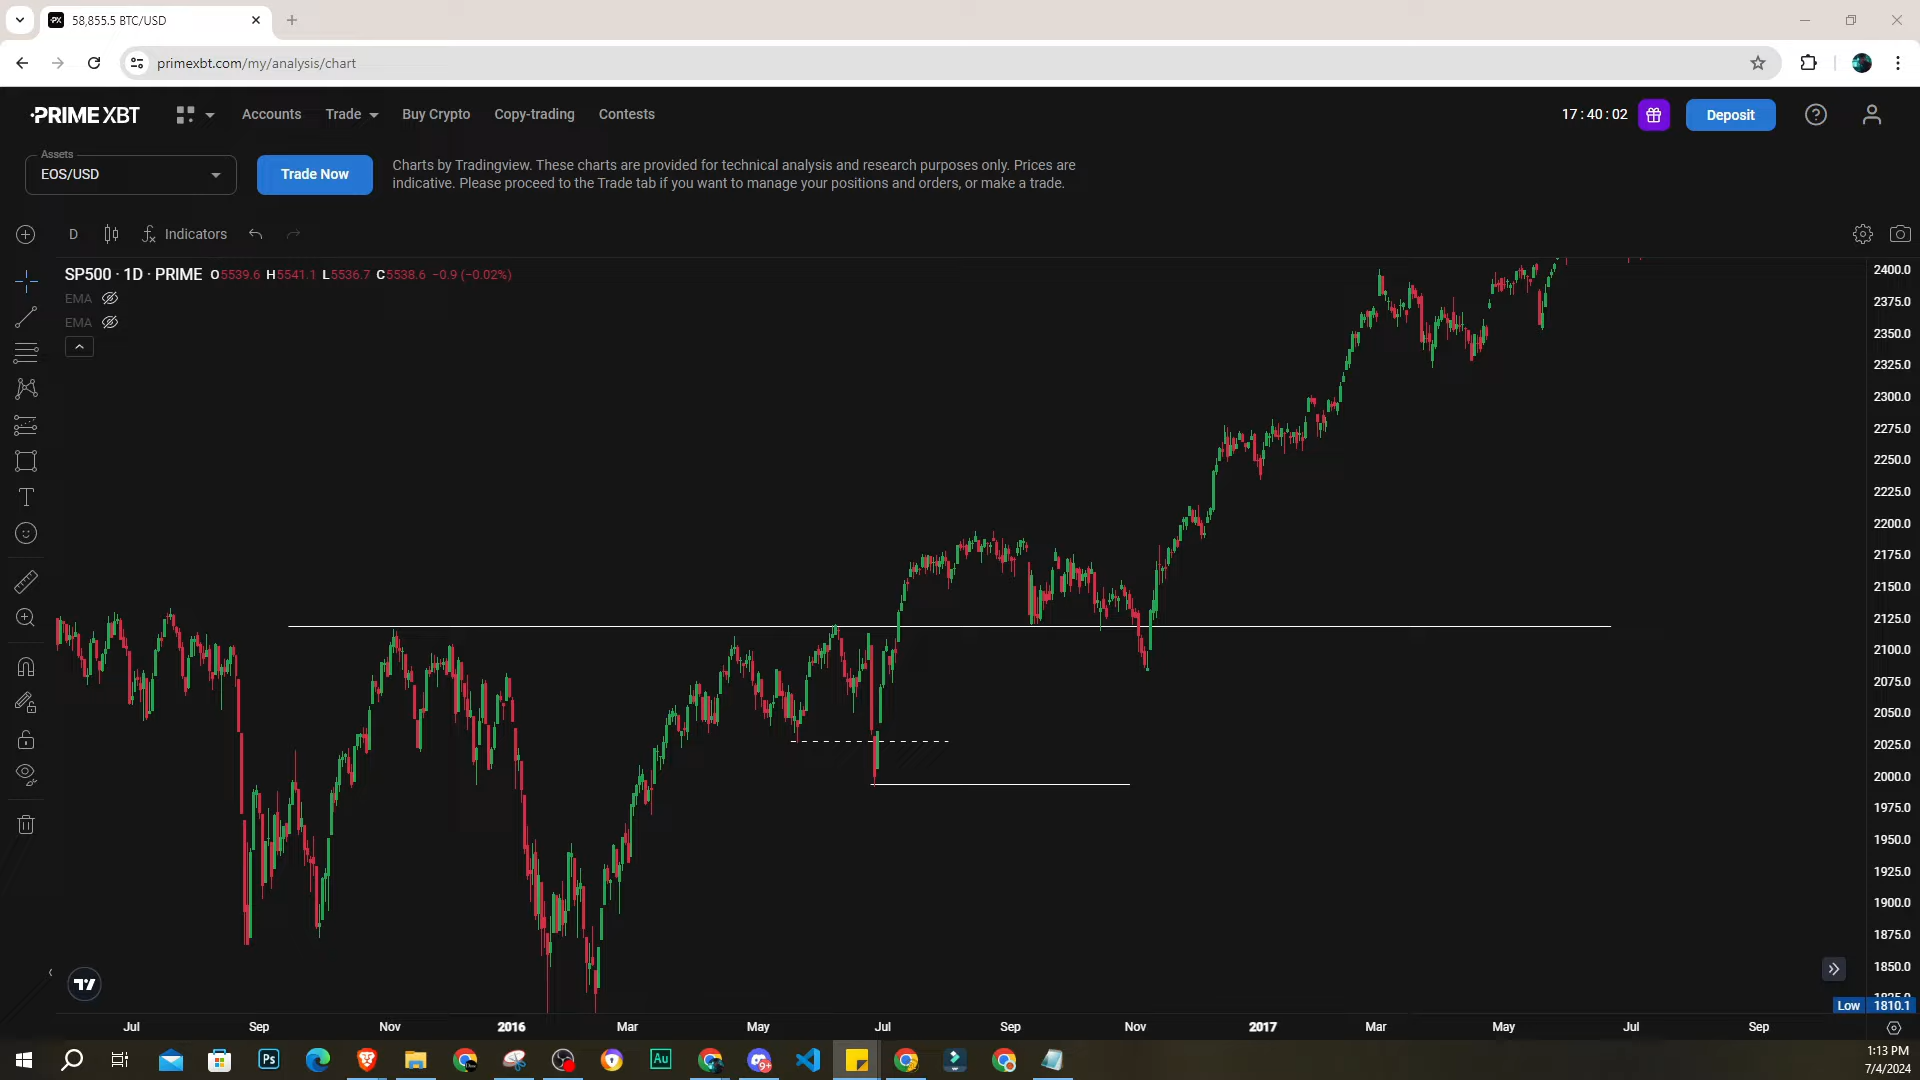 58,855.5 BTC/USD
primexbt.com/my/analysis/chart
PRIME XBT
Accounts
Trade
Buy Crypto
Copy-trading
Contests
17 : 40 : 02
Deposit
Assets
EOS/USD
Trade Now
Charts by Tradingview. These charts are provided for technical analysis and research purposes only. Prices are
indicative. Please proceed to the Trade tab if you want to manage your positions and orders, or make a trade.
D
Indicators
SP500 · 1D · PRIME O5539.6 H5541.1 L5536.7 C5538.6 −0.9 (−0.02%)
EMA
EMA
2400.0
2375.0
2350.0
2325.0
2300.0
2275.0
2250.0
2225.0
2200.0
2175.0
2150.0
2125.0
2100.0
2075.0
2050.0
2025.0
2000.0
1975.0
1950.0
1925.0
1900.0
1875.0
1850.0
Low 1810.1
Jul
Sep
Nov
2016
Mar
May
Jul
Sep
Nov
2017
Mar
May
Jul
Sep
Ps
Au
9+
1:13 PM
7/4/2024